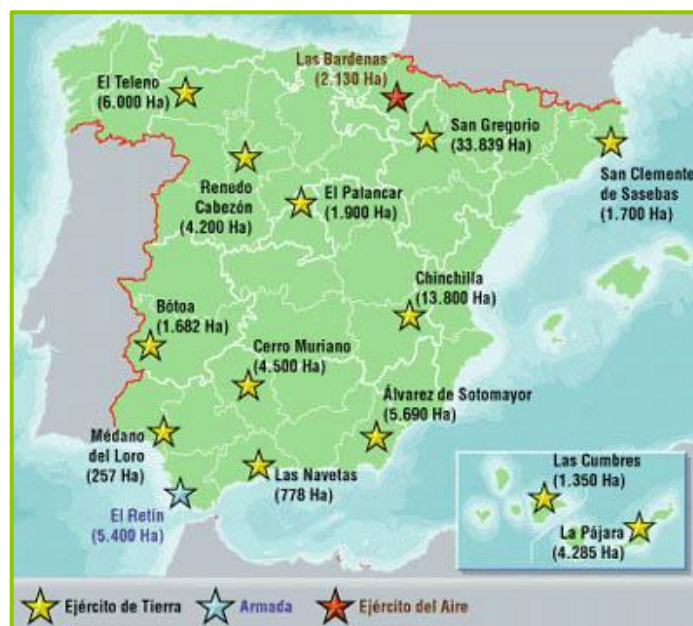 El Teleno
(6.000 Ha)
Las Bardenas
(2.130 Ha)
San Gregorio
(33.839 Ha)
San Clemente
de Sasebas
(1.700 Ha)
Renedo
Cabezón
(4.200 Ha)
El Palancar
(1.900 Ha)
Chinchilla
(13.800 Ha)
Bótoa
(1.682 Ha)
Cerro Muriano
(4.500 Ha)
Álvarez de Sotomayor
(5.690 Ha)
Médano
del Loro
(257 Ha)
Las Navetas
(778 Ha)
El Retín
(5.400 Ha)
Las Cumbres
(1.350 Ha)
La Pájara
(4.285 Ha)
Ejército de Tierra
Armada
Ejército del Aire